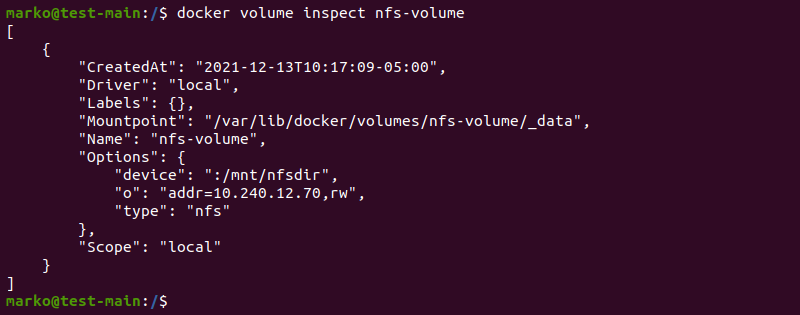 marko@test-main:/$ docker volume inspect nfs-volume
[
    {
        "CreatedAt": "2021-12-13T10:17:09-05:00",
        "Driver": "local",
        "Labels": {},
        "Mountpoint": "/var/lib/docker/volumes/nfs-volume/_data",
        "Name": "nfs-volume",
        "Options": {
            "device": ":/mnt/nfsdir",
            "o": "addr=10.240.12.70,rw",
            "type": "nfs"
        },
        "Scope": "local"
    }
]
marko@test-main:/$